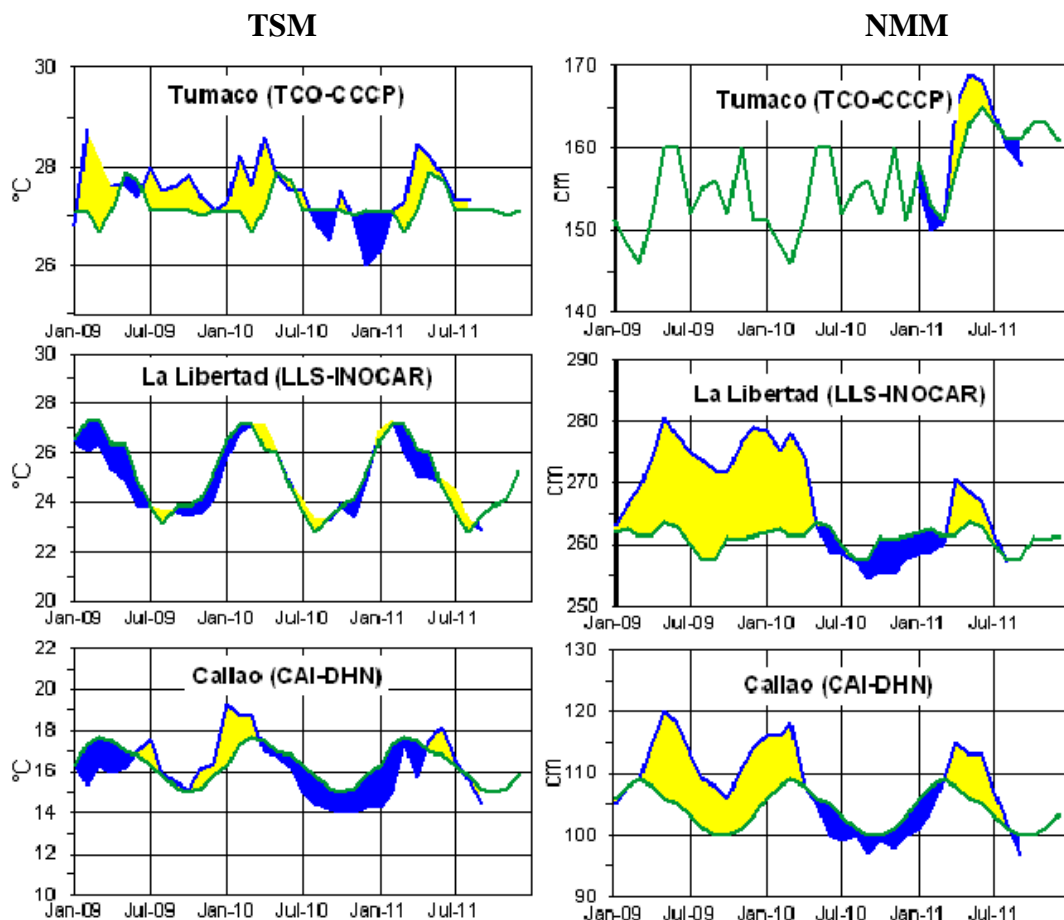 TSM
NMM
Tumaco (TCO-CCCP)
30
28
26
°C
Jan-09 Jul-09 Jan-10 Jul-10 Jan-11 Jul-11
Tumaco (TCO-CCCP)
170
160
150
140
cm
Jan-09 Jul-09 Jan-10 Jul-10 Jan-11 Jul-11
La Libertad (LLS-INOCAR)
30
28
26
24
22
20
°C
Jan-09 Jul-09 Jan-10 Jul-10 Jan-11 Jul-11
La Libertad (LLS-INOCAR)
290
280
270
260
250
cm
Jan-09 Jul-09 Jan-10 Jul-10 Jan-11 Jul-11
Callao (CAI-DHN)
22
20
18
16
14
12
10
°C
Jan-09 Jul-09 Jan-10 Jul-10 Jan-11 Jul-11
Callao (CAI-DHN)
130
120
110
100
90
cm
Jan-09 Jul-09 Jan-10 Jul-10 Jan-11 Jul-11